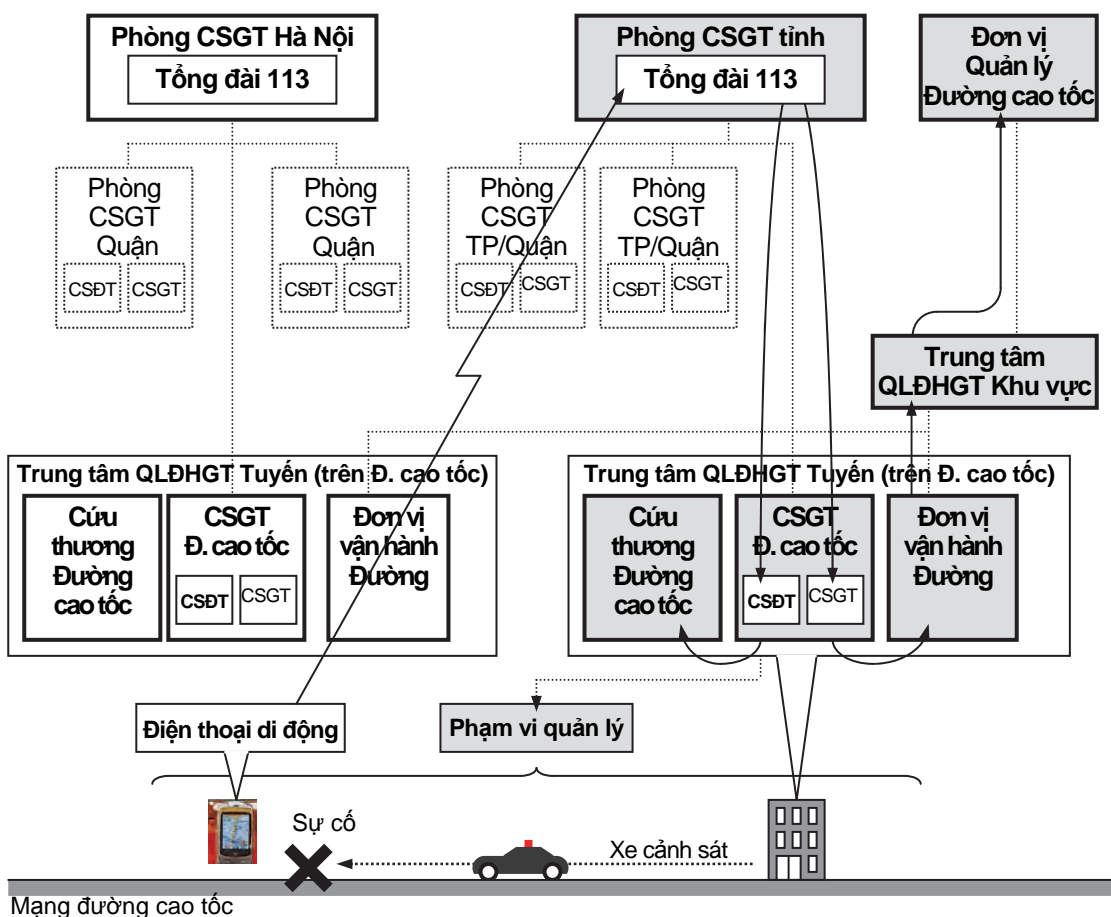 Phòng CSGT Hà Nội
Tổng đài 113
Phòng CSGT tỉnh
Tổng đài 113
Đơn vị
Quản lý
Đường cao tốc
Phòng
CSGT
Quận
CSĐT
CSGT
Phòng
CSGT
Quận
CSĐT
CSGT
Phòng
CSGT
TP/Quận
CSĐT
CSGT
Phòng
CSGT
TP/Quận
CSĐT
CSGT
Trung tâm
QLĐHGT Khu vực
Trung tâm QLĐHGT Tuyến (trên Đ. cao tốc)
Cứu
thương
Đường
cao tốc
CSGT
Đ. cao tốc
CSĐT
CSGT
Đơn vị
vận hành
Đường
Trung tâm QLĐHGT Tuyến (trên Đ. cao tốc)
Cứu
thương
Đường
cao tốc
CSGT
Đ. cao tốc
CSĐT
CSGT
Đơn vị
vận hành
Đường
Điện thoại di động
Phạm vi quản lý
Sự cố
Xe cảnh sát
Mạng đường cao tốc